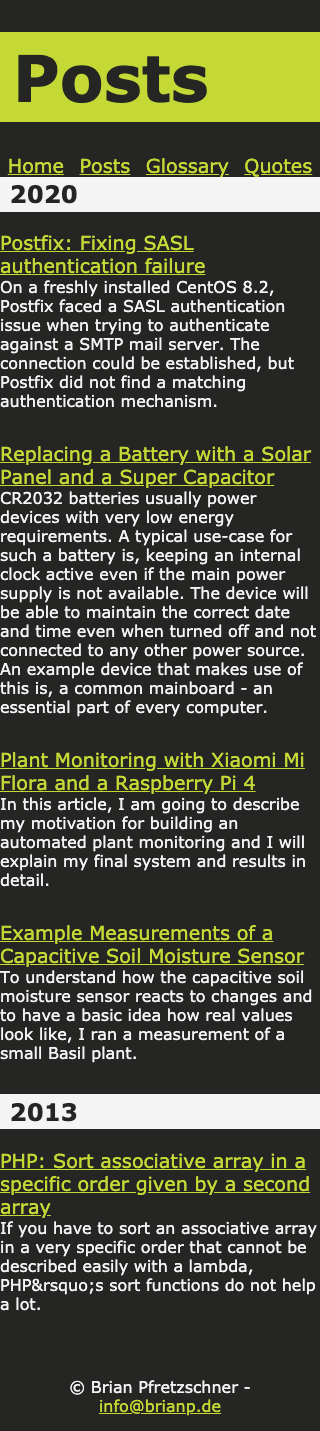 Posts
Home Posts Glossary Quotes
2020
Postfix: Fixing SASL
authentication failure
On a freshly installed CentOS 8.2,
Postfix faced a SASL authentication
issue when trying to authenticate
against a SMTP mail server. The
connection could be established, but
Postfix did not find a matching
authentication mechanism.
Replacing a Battery with a Solar
Panel and a Super Capacitor
CR2032 batteries usually power
devices with very low energy
requirements. A typical use-case for
such a battery is, keeping an internal
clock active even if the main power
supply is not available. The device will
be able to maintain the correct date
and time even when turned off and not
connected to any other power source.
An example device that makes use of
this is, a common mainboard - an
essential part of every computer.
Plant Monitoring with Xiaomi Mi
Flora and a Raspberry Pi 4
In this article, I am going to describe
my motivation for building an
automated plant monitoring and I will
explain my final system and results in
detail.
Example Measurements of a
Capacitive Soil Moisture Sensor
To understand how the capacitive soil
moisture sensor reacts to changes and
to have a basic idea how real values
look like, I ran a measurement of a
small Basil plant.
2013
PHP: Sort associative array in a
specific order given by a second
array
If you have to sort an associative array
in a very specific order that cannot be
described easily with a lambda,
PHP&rsquo;s sort functions do not help
a lot.
© Brian Pfretzschner -
info@brianp.de